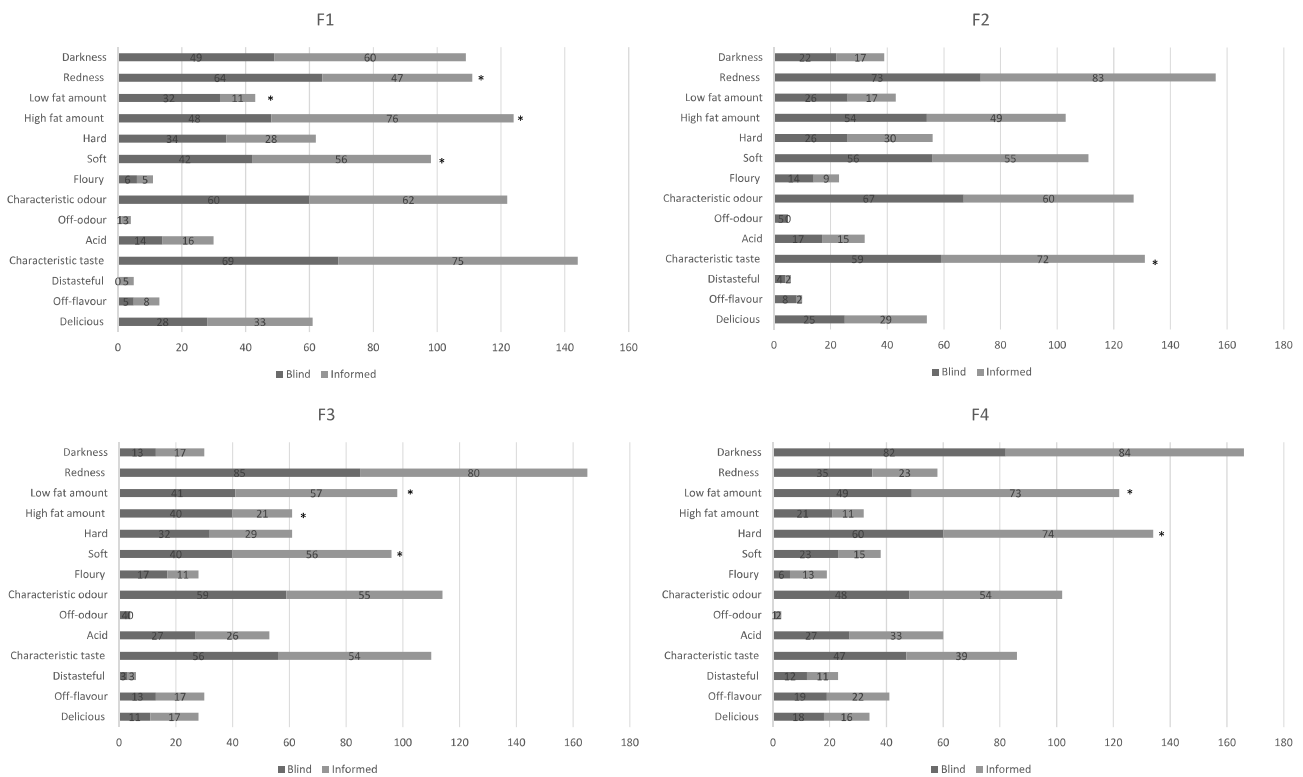 F1
Darkness 49 60
Redness 64 47 *
Low fat amount 32 11 *
High fat amount 48 76 *
Hard 34 28
Soft 42 56 *
Floury 6 5
Characteristic odour 60 62
Off-odour 1 3
Acid 14 16
Characteristic taste 69 75
Distasteful 0 5
Off-flavour 5 8
Delicious 28 33
0 20 40 60 80 100 120 140 160
Blind Informed
F2
Darkness 22 17
Redness 73 83
Low fat amount 26 17
High fat amount 54 49
Hard 26 30
Soft 56 55
Floury 14 9
Characteristic odour 67 60
Off-odour 5 0
Acid 17 15
Characteristic taste 59 72 *
Distasteful 4 2
Off-flavour 8 2
Delicious 25 29
0 20 40 60 80 100 120 140 160 180
Blind Informed
F3
Darkness 13 17
Redness 85 80
Low fat amount 41 57 *
High fat amount 40 21 *
Hard 32 29
Soft 40 56 *
Floury 17 11
Characteristic odour 59 55
Off-odour 4 0
Acid 27 26
Characteristic taste 56 54
Distasteful 3 3
Off-flavour 13 17
Delicious 11 17
0 20 40 60 80 100 120 140 160 180
Blind Informed
F4
Darkness 82 84
Redness 35 23
Low fat amount 49 73 *
High fat amount 21 11
Hard 60 74 *
Soft 23 15
Floury 6 13
Characteristic odour 48 54
Off-odour 1 2
Acid 27 33
Characteristic taste 47 39
Distasteful 12 11
Off-flavour 19 22
Delicious 18 16
0 20 40 60 80 100 120 140 160 180
Blind Informed